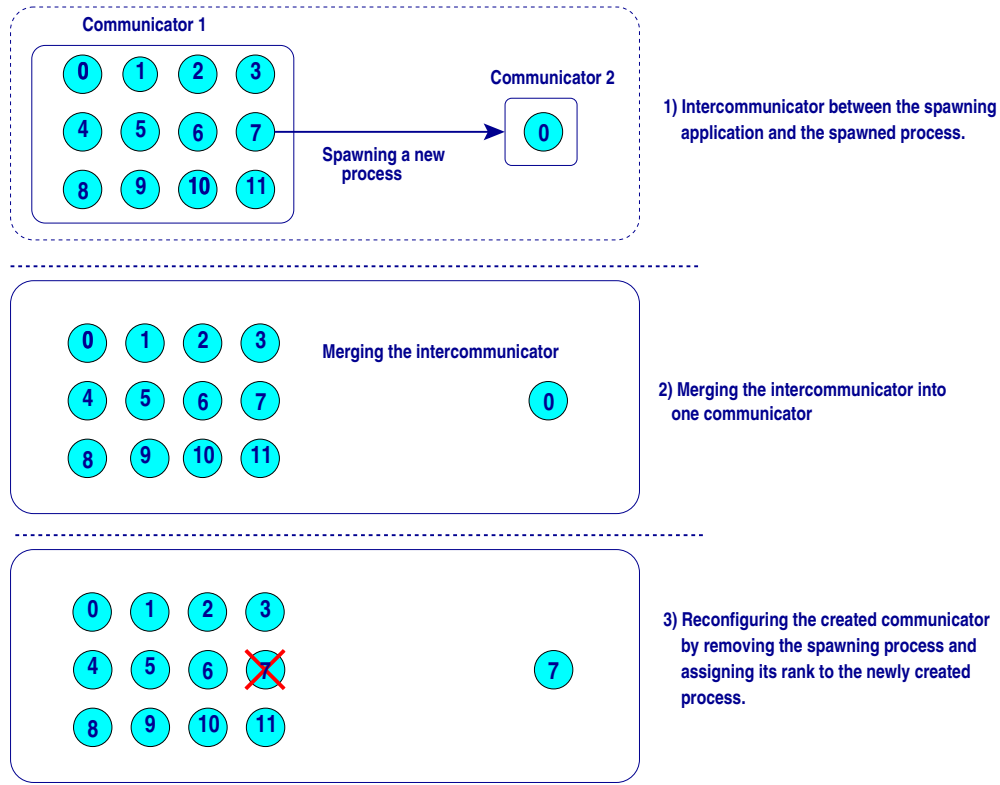 Communicator 1
0 1 2 3
Communicator 2
1) Intercommunicator between the spawning
application and the spawned process.
4 5 6 7
0
Spawning a new
process
8 9 10 11
0 1 2 3
Merging the intercommunicator
2) Merging the intercommunicator into
one communicator
4 5 6 7
0
8 9 10 11
0 1 2 3
3) Reconfiguring the created communicator
by removing the spawning process and
assigning its rank to the newly created
process.
4 5 6 7
7
8 9 10 11